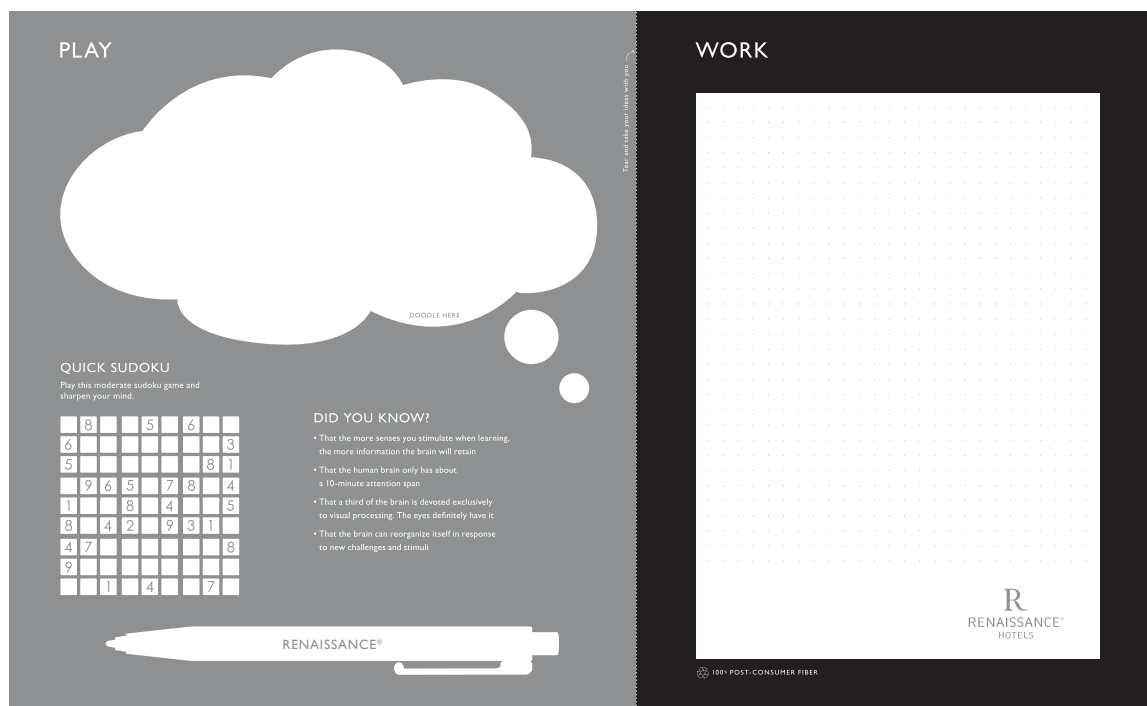 PLAY
DOODLE HERE
QUICK SUDOKU
Play this moderate sudoku game and
sharpen your mind.
8 5 6
6 3
5 8 1
9 6 5 7 8 4
1 8 4 5
8 4 2 9 3 1
4 7 8
9
1 4 7
DID YOU KNOW?
• That the more senses you stimulate when learning,
the more information the brain will retain
• That the human brain only has about
a 10-minute attention span
• That a third of the brain is devoted exclusively
to visual processing. The eyes definitely have it
• That the brain can reorganize itself in response
to new challenges and stimuli
RENAISSANCE®
Tear and take your ideas with you
WORK
R
RENAISSANCE®
HOTELS
100% POST-CONSUMER FIBER